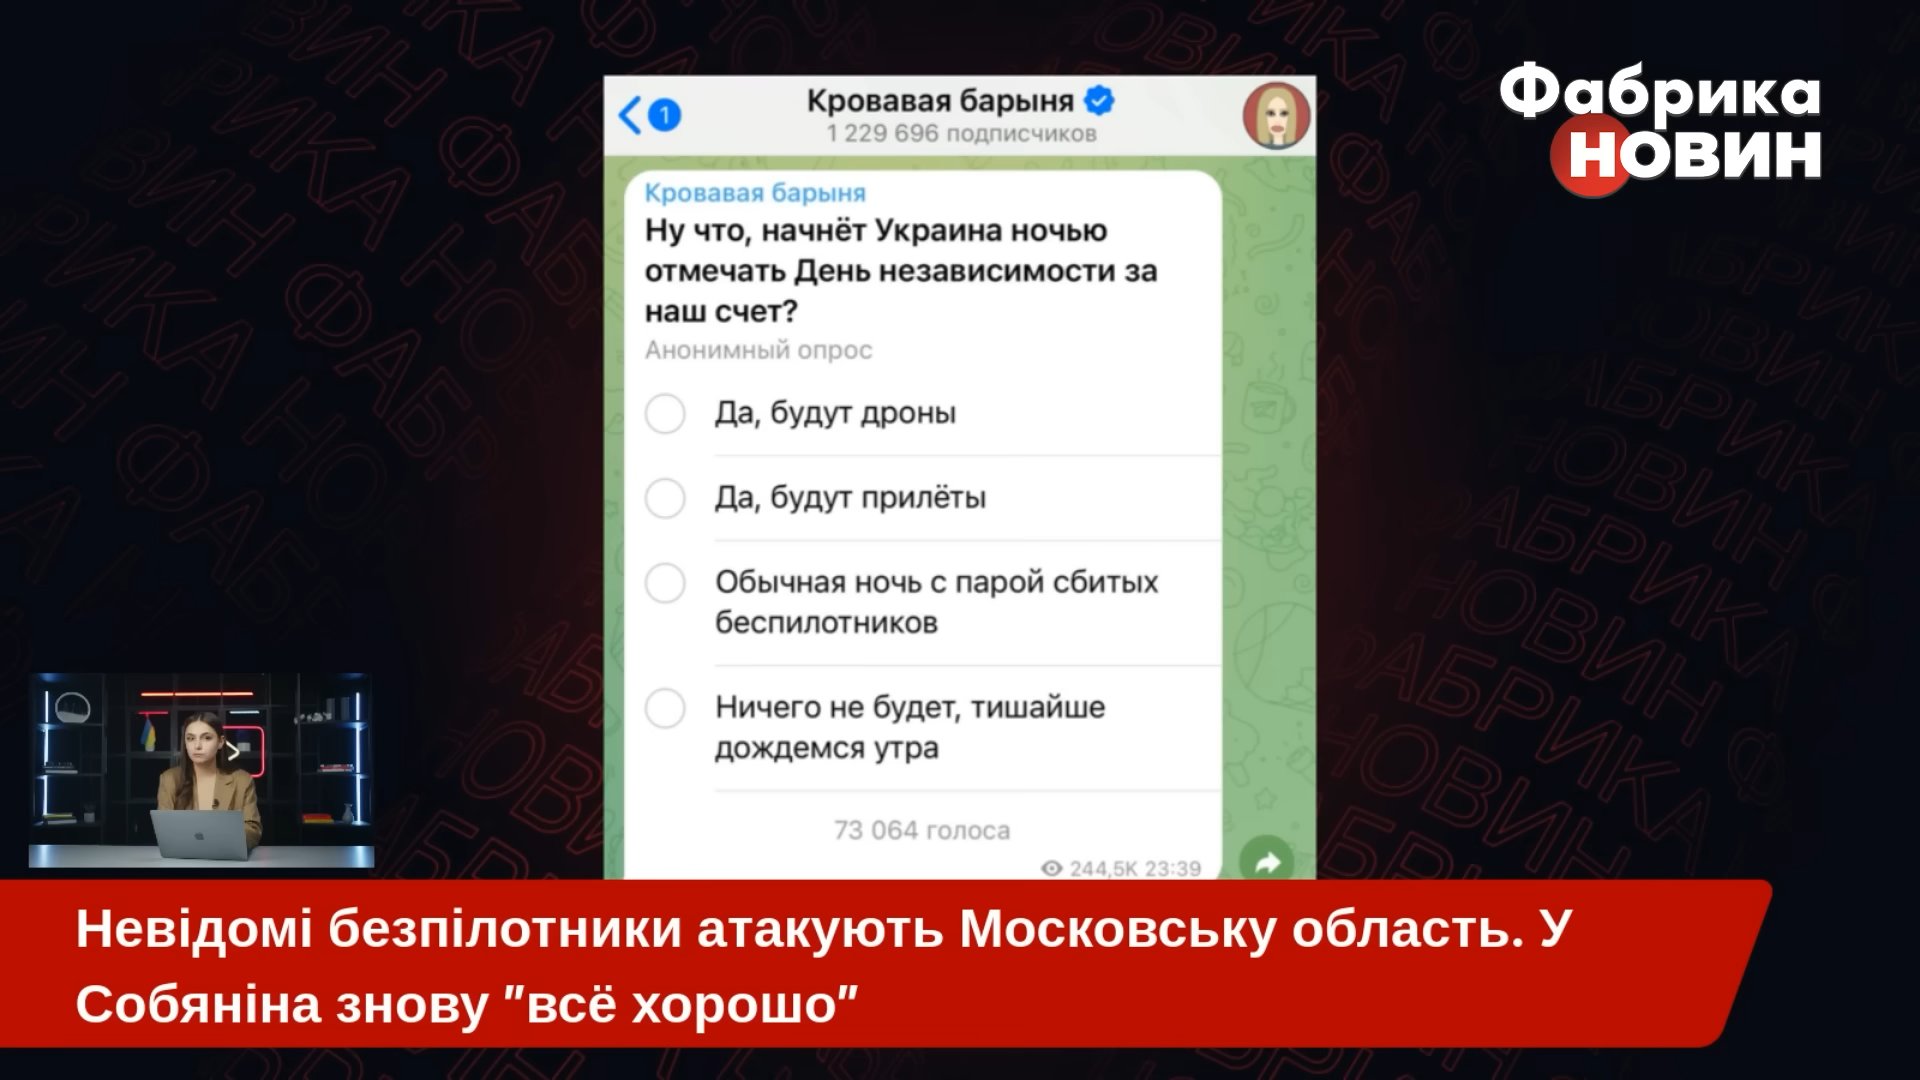 Фабрика
новин
1
Кровавая барыня
1 229 696 подписчиков
Кровавая барыня
Ну что, начнёт Украина ночью
отмечать День независимости за
наш счет?
Анонимный опрос
Да, будут дроны
Да, будут прилёты
Обычная ночь с парой сбитых
беспилотников
Ничего не будет, тишайше
дождемся утра
73 064 голоса
244,5K 23:39
Невідомі безпілотники атакують Московську область. У
Собяніна знову "всё хорошо"